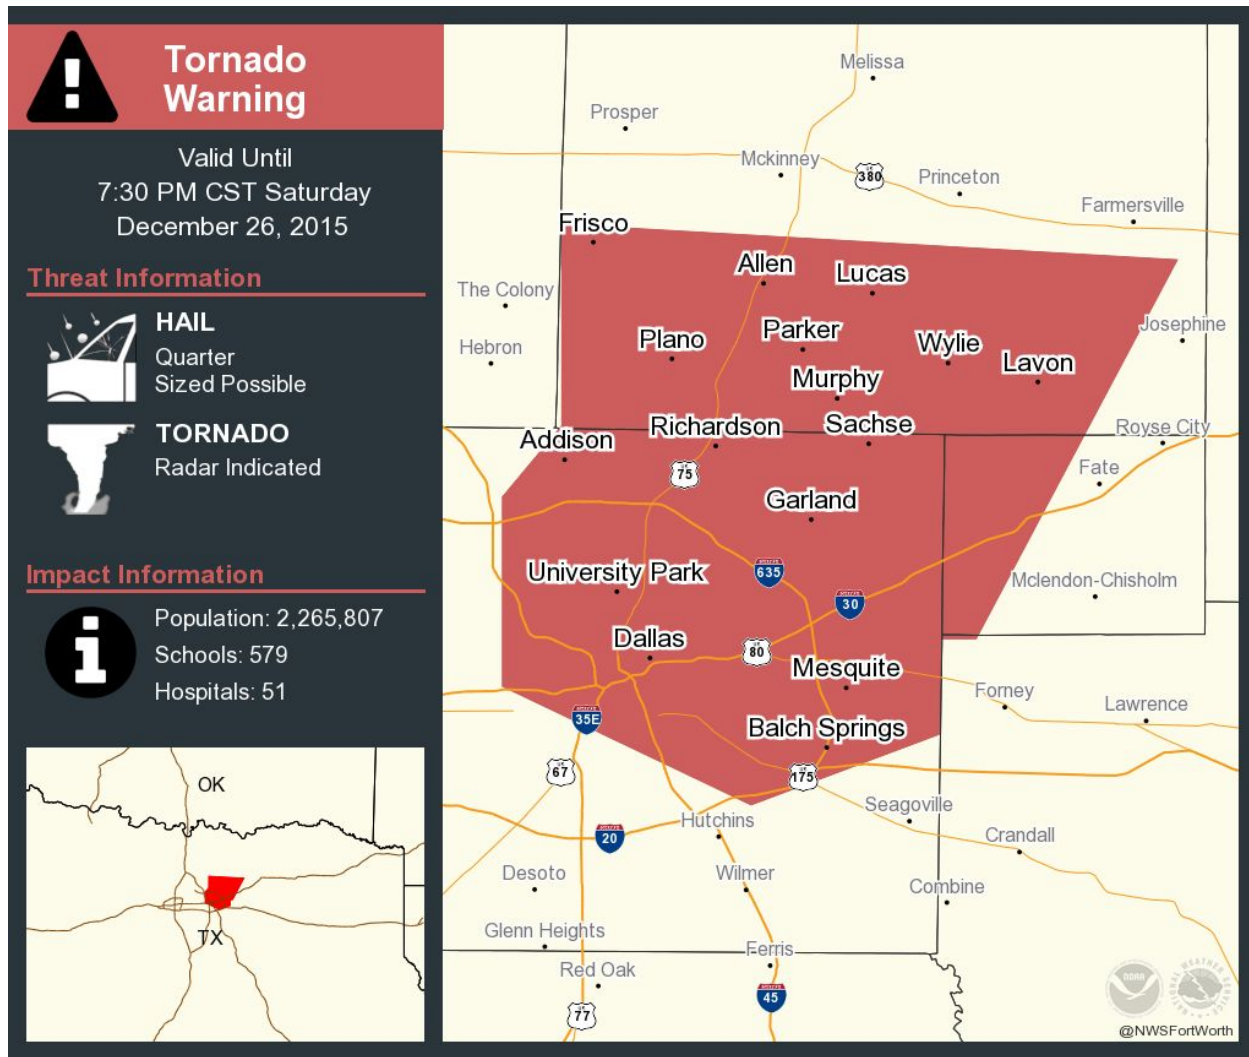 Tornado
Warning
Valid Until
7:30 PM CST Saturday
December 26, 2015
Threat Information
HAIL
Quarter
Sized Possible
TORNADO
Radar Indicated
Impact Information
Population: 2,265,807
Schools: 579
Hospitals: 51
OK
TX
Melissa
Prosper
Mckinney
380
Princeton
Farmersville
Frisco
Allen
Lucas
The Colony
Josephine
Hebron
Plano
Parker
Wylie
Lavon
Murphy
Addison
Richardson
Sachse
Royse City
75
Fate
Garland
University Park
635
30
Mclendon-Chisholm
Dallas
80
Mesquite
Forney
Lawrence
35E
Balch Springs
67
175
Seagoville
Hutchins
20
Crandall
Desoto
Wilmer
Combine
Glenn Heights
Ferris
Red Oak
45
77
NOAA
@NWSFortWorth